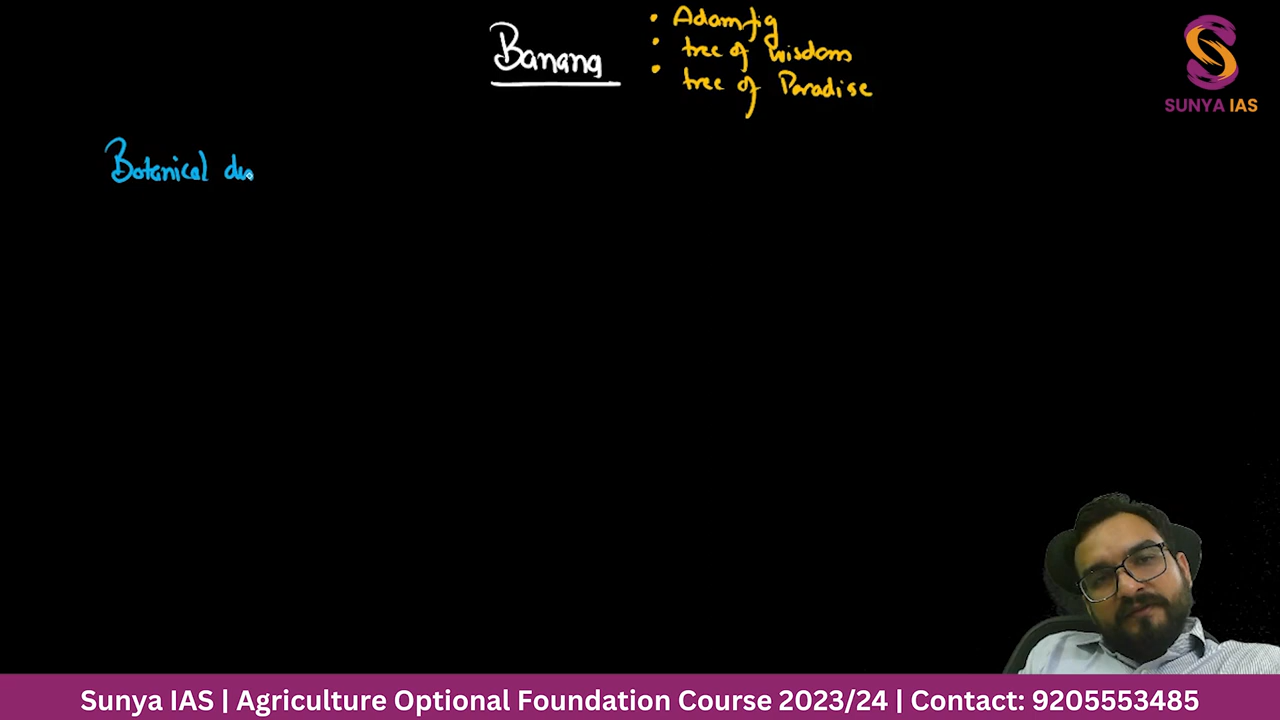 Banana
• Adam fig
• tree of wisdom
• tree of Paradise
SUNYA IAS
Botanical du
Sunya IAS | Agriculture Optional Foundation Course 2023/24 | Contact: 9205553485